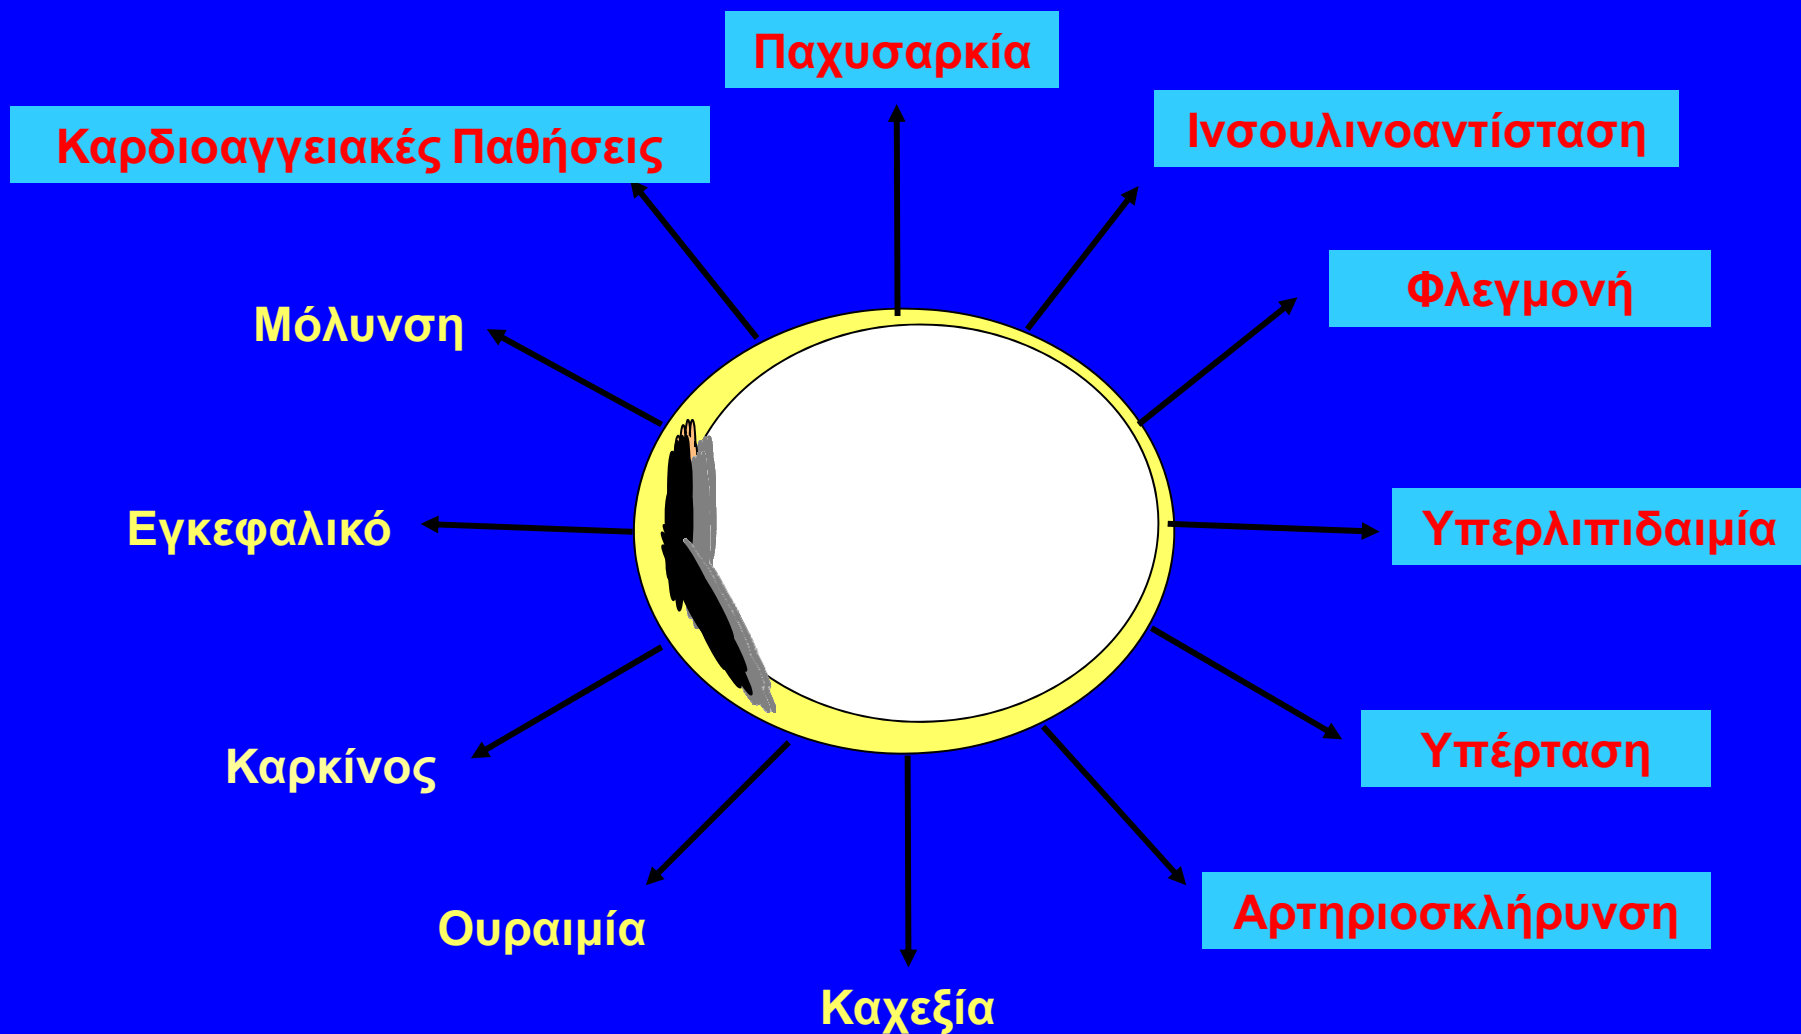 Παχυσαρκία
Καρδιοαγγειακές Παθήσεις
Ινσουλινοαντίσταση
Φλεγμονή
Μόλυνση
Εγκεφαλικό
Υπερλιπιδαιμία
Υπέρταση
Καρκίνος
Αρτηριοσκλήρυνση
Ουραιμία
Καχεξία